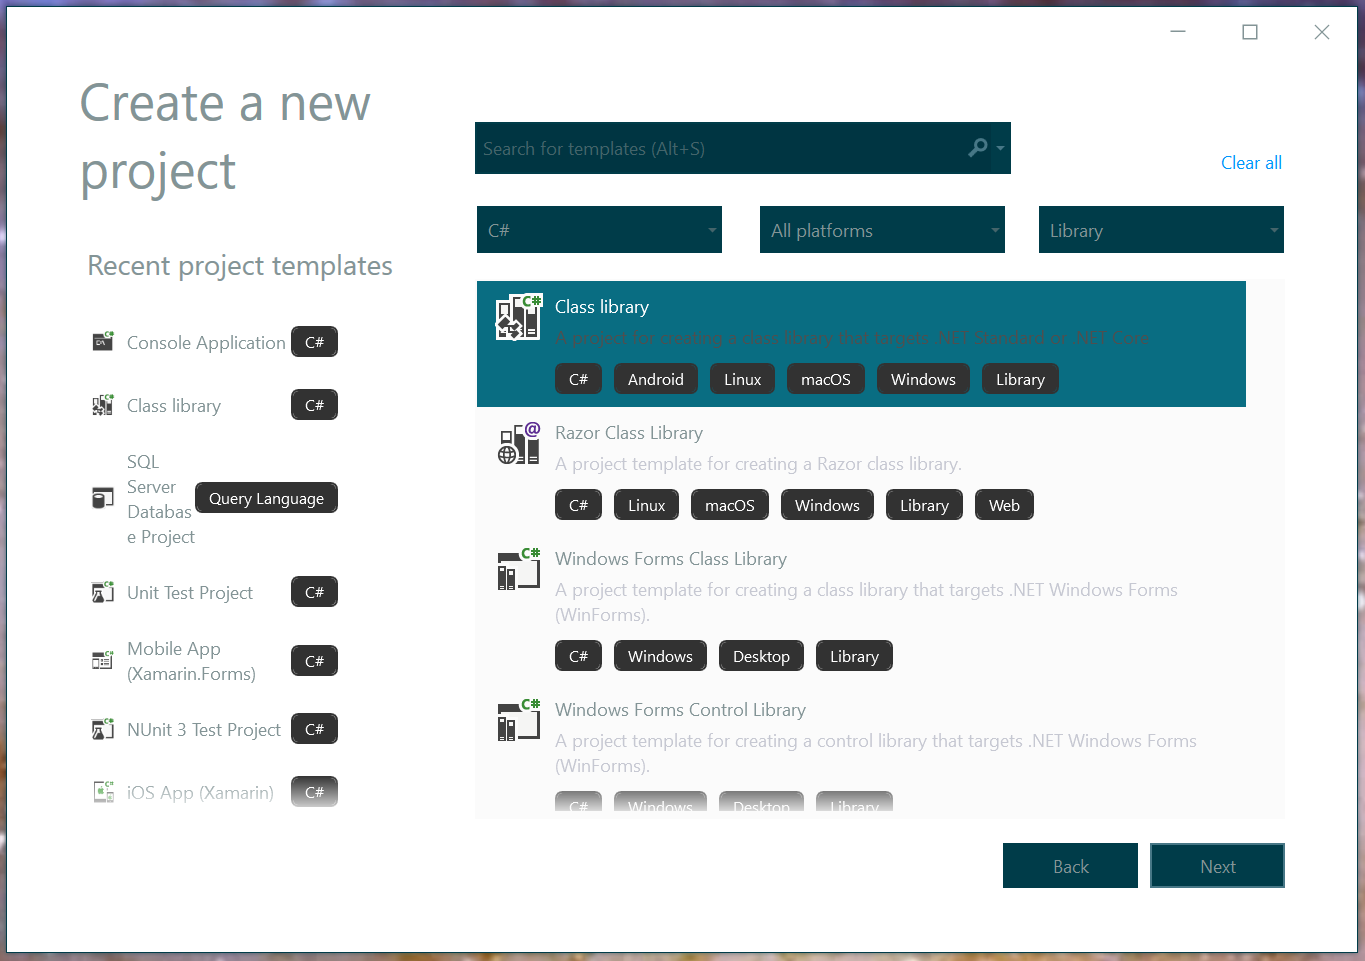 Create a new
project
Search for templates (Alt+S)
Clear all
C#
All platforms
Library
Recent project templates
Console Application
C#
Class library
C#
SQL
Server
Databas
e Project
Query Language
Unit Test Project
C#
Mobile App
(Xamarin.Forms)
C#
NUnit 3 Test Project
C#
iOS App (Xamarin)
C#
Class library
A project for creating a class library that targets .NET Standard or .NET Core
C# Android Linux macOS Windows Library
Razor Class Library
A project template for creating a Razor class library.
C# Linux macOS Windows Library Web
Windows Forms Class Library
A project template for creating a class library that targets .NET Windows Forms
(WinForms).
C# Windows Desktop Library
Windows Forms Control Library
A project template for creating a control library that targets .NET Windows Forms
(WinForms).
C# Windows Desktop Library
Back
Next